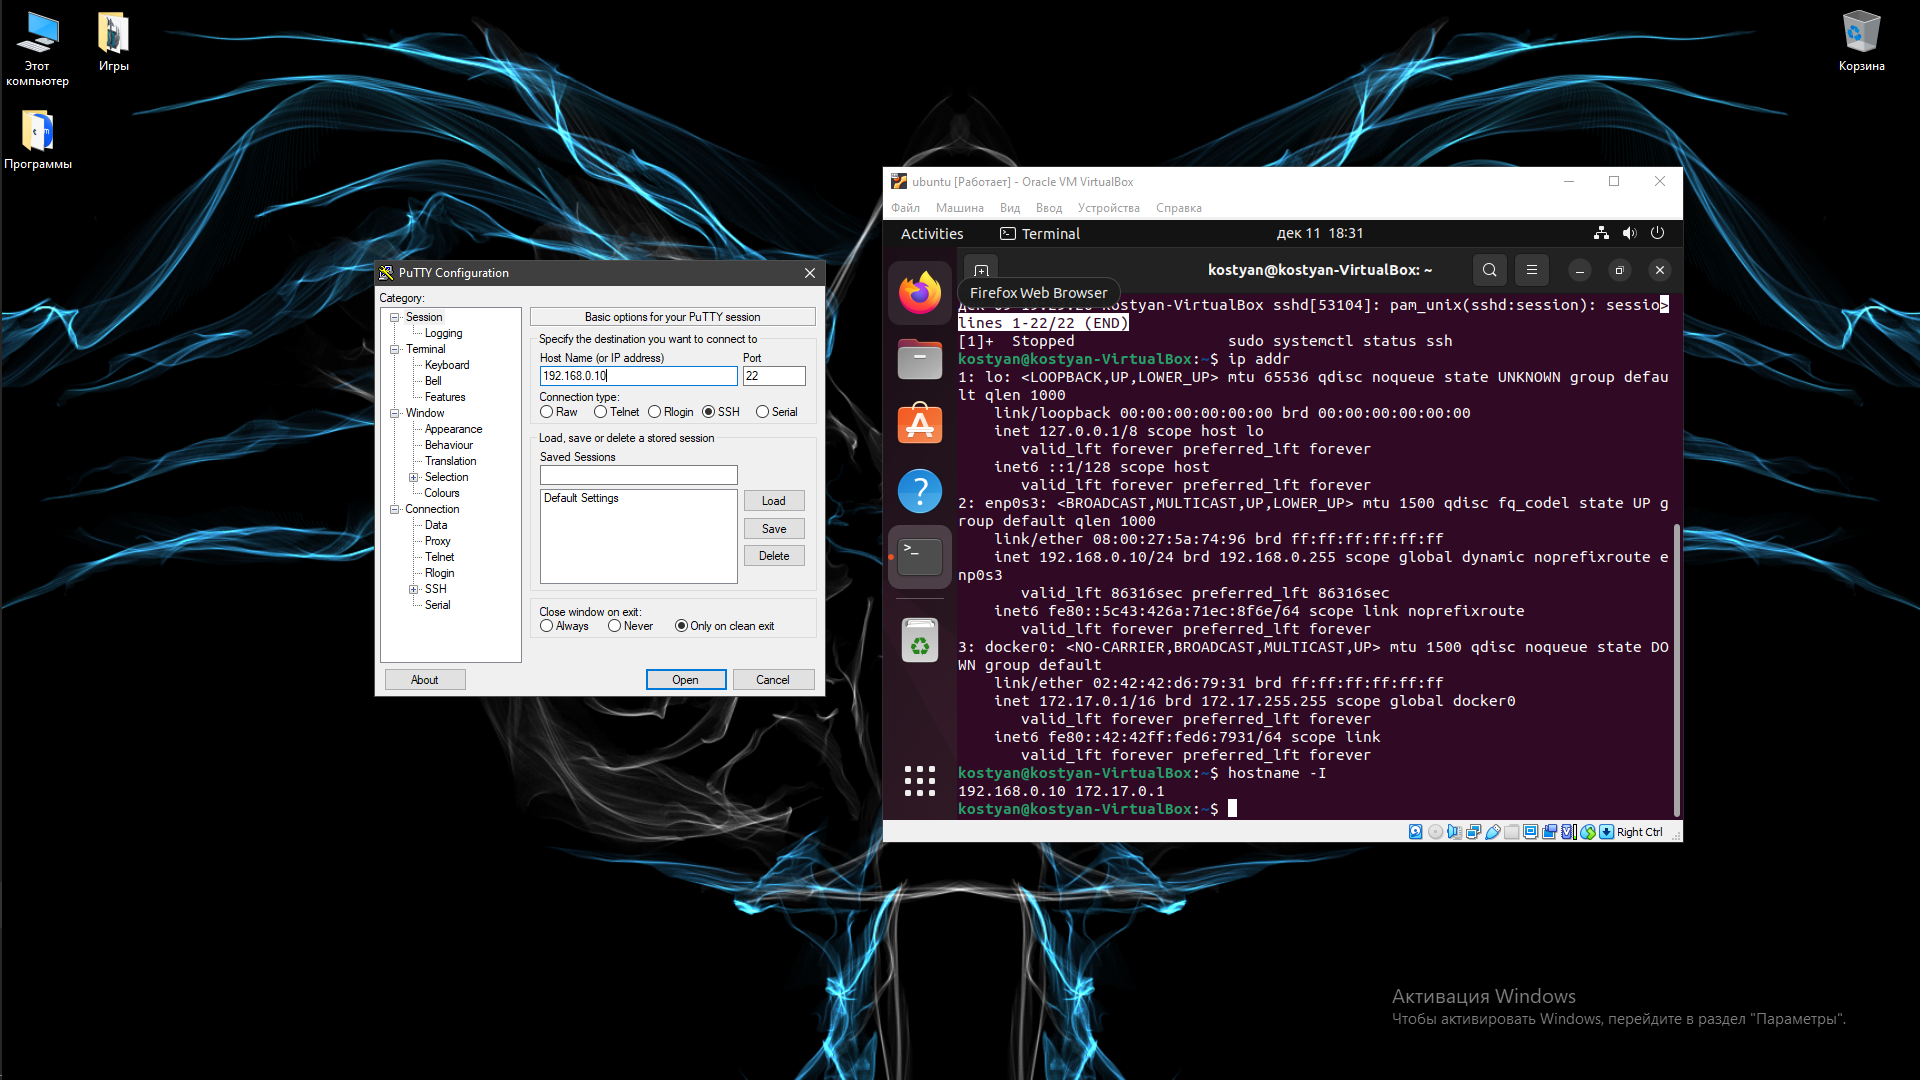 Этот
компьютер
Игры
Программы
Корзина
PuTTY Configuration
Category:
Session
Logging
Terminal
Keyboard
Bell
Features
Window
Appearance
Behaviour
Translation
Selection
Colours
Connection
Data
Proxy
Telnet
Rlogin
SSH
Serial
Basic options for your PuTTY session
Specify the destination you want to connect to
Host Name (or IP address) Port
192.168.0.10 22
Connection type:
Raw Telnet Rlogin SSH Serial
Load, save or delete a stored session
Saved Sessions
Default Settings
Load
Save
Delete
Close window on exit:
Always Never Only on clean exit
About Open Cancel
ubuntu [Работает] - Oracle VM VirtualBox
Файл Машина Вид Ввод Устройства Справка
Activities Terminal дек 11 18:31
kostyan@kostyan-VirtualBox: ~
Firefox Web Browser
kostyan-VirtualBox sshd[53104]: pam_unix(sshd:session): sessio>
lines 1-22/22 (END)
[1]+ Stopped sudo systemctl status ssh
kostyan@kostyan-VirtualBox:~$ ip addr
1: lo: <LOOPBACK,UP,LOWER_UP> mtu 65536 qdisc noqueue state UNKNOWN group defau
lt qlen 1000
link/loopback 00:00:00:00:00:00 brd 00:00:00:00:00:00
inet 127.0.0.1/8 scope host lo
valid_lft forever preferred_lft forever
inet6 ::1/128 scope host
valid_lft forever preferred_lft forever
2: enp0s3: <BROADCAST,MULTICAST,UP,LOWER_UP> mtu 1500 qdisc fq_codel state UP g
roup default qlen 1000
link/ether 08:00:27:5a:74:96 brd ff:ff:ff:ff:ff:ff
inet 192.168.0.10/24 brd 192.168.0.255 scope global dynamic noprefixroute e
np0s3
valid_lft 86316sec preferred_lft 86316sec
inet6 fe80::5c43:426a:71ec:8f6e/64 scope link noprefixroute
valid_lft forever preferred_lft forever
3: docker0: <NO-CARRIER,BROADCAST,MULTICAST,UP> mtu 1500 qdisc noqueue state DO
WN group default
link/ether 02:42:42:d6:79:31 brd ff:ff:ff:ff:ff:ff
inet 172.17.0.1/16 brd 172.17.255.255 scope global docker0
valid_lft forever preferred_lft forever
inet6 fe80::42:42ff:fed6:7931/64 scope link
valid_lft forever preferred_lft forever
kostyan@kostyan-VirtualBox:~$ hostname -I
192.168.0.10 172.17.0.1
kostyan@kostyan-VirtualBox:~$
Right Ctrl
Активация Windows
Чтобы активировать Windows, перейдите в раздел "Параметры".